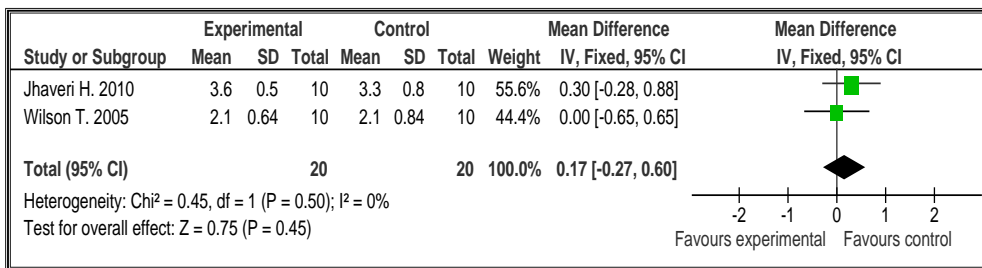 Experimental Control Mean Difference Mean Difference
Study or Subgroup Mean SD Total Mean SD Total Weight IV, Fixed, 95% CI IV, Fixed, 95% CI
Jhaveri H. 2010 3.6 0.5 10 3.3 0.8 10 55.6% 0.30 [-0.28, 0.88]
Wilson T. 2005 2.1 0.64 10 2.1 0.84 10 44.4% 0.00 [-0.65, 0.65]
Total (95% CI) 20 20 100.0% 0.17 [-0.27, 0.60]
Heterogeneity: Chi² = 0.45, df = 1 (P = 0.50); I² = 0%
Test for overall effect: Z = 0.75 (P = 0.45)
-2 -1 0 1 2
Favours experimental Favours control